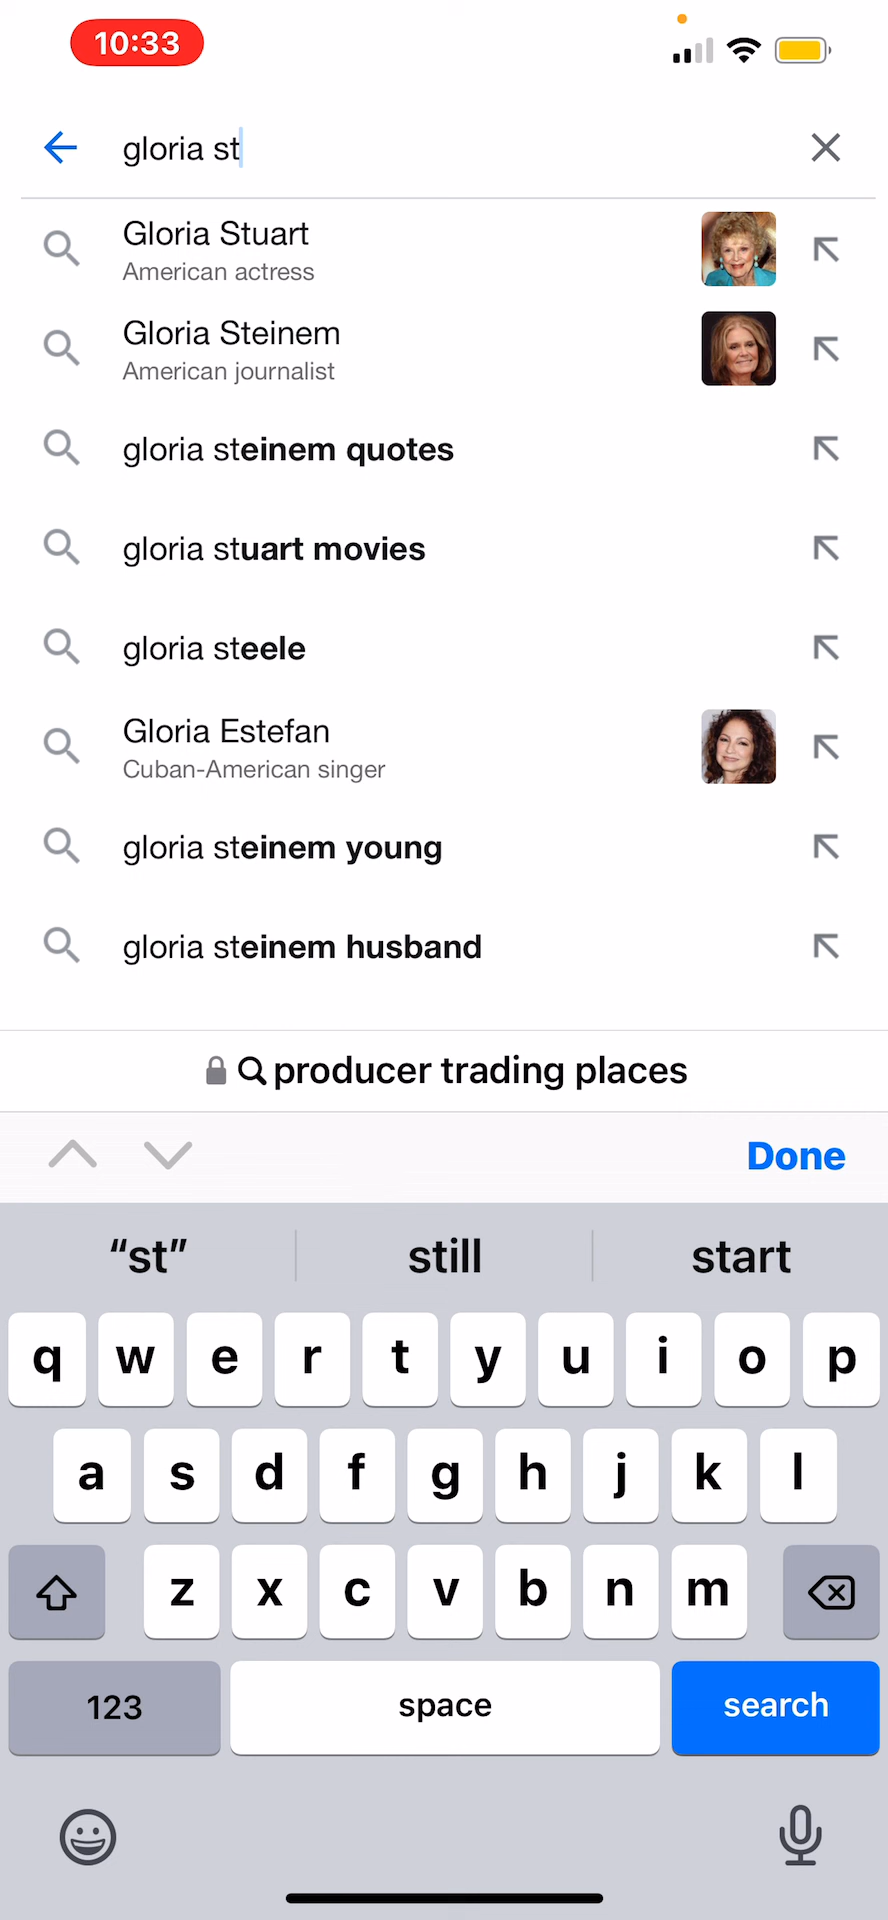 10:33
gloria st
Gloria Stuart
American actress
Gloria Steinem
American journalist
gloria steinem quotes
gloria stuart movies
gloria steele
Gloria Estefan
Cuban-American singer
gloria steinem young
gloria steinem husband
producer trading places
Done
“st” still start
q w e r t y u i o p
a s d f g h j k l
z x c v b n m
123 space search